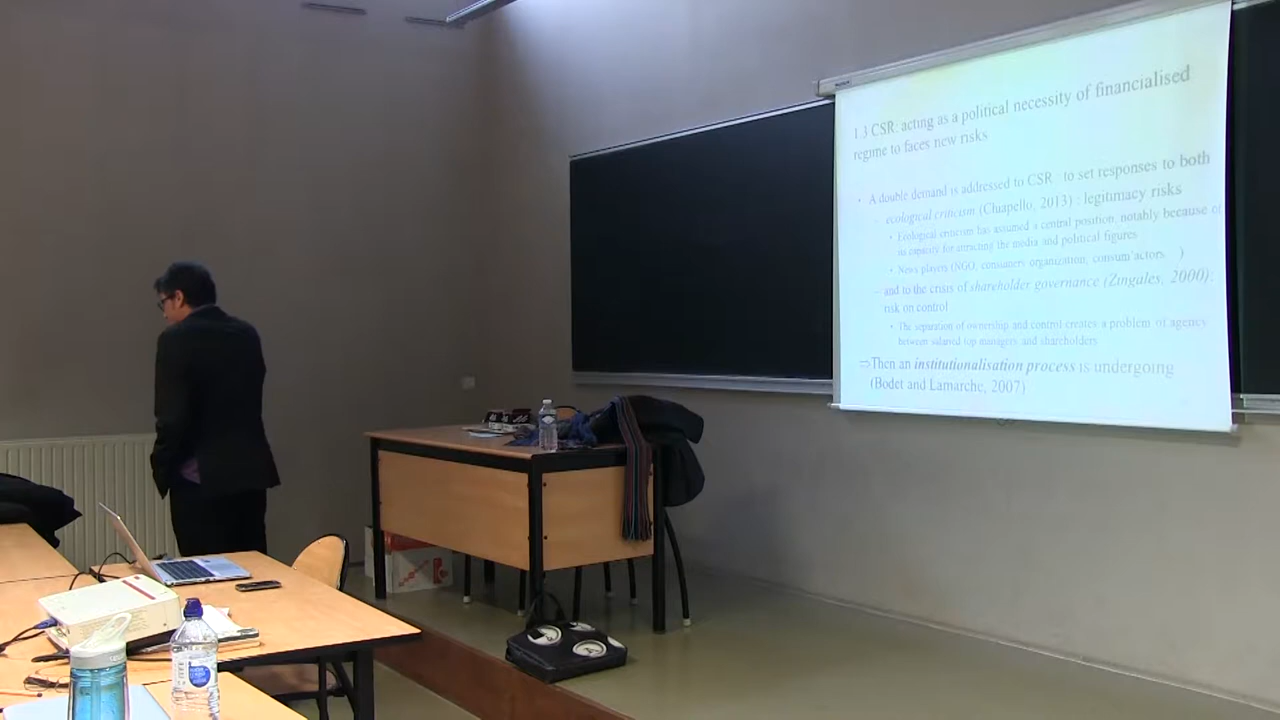 1.3 CSR: acting as a political necessity of financialised
regime to faces new risks
• A double demand is addressed to CSR : to set responses to both
– ecological criticism (Chiapello, 2013) : legitimacy risks
• Ecological criticism has assumed a central position, notably because of
its capacity for attracting the media and political figures
• News players (NGO, consumers organization, consum'actors )
– and to the crisis of shareholder governance (Zingales, 2000):
risk on control
• The separation of ownership and control creates a problem of agency
between salaried top managers and shareholders
⇒Then an institutionalisation process is undergoing
(Bodet and Lamarche, 2007)